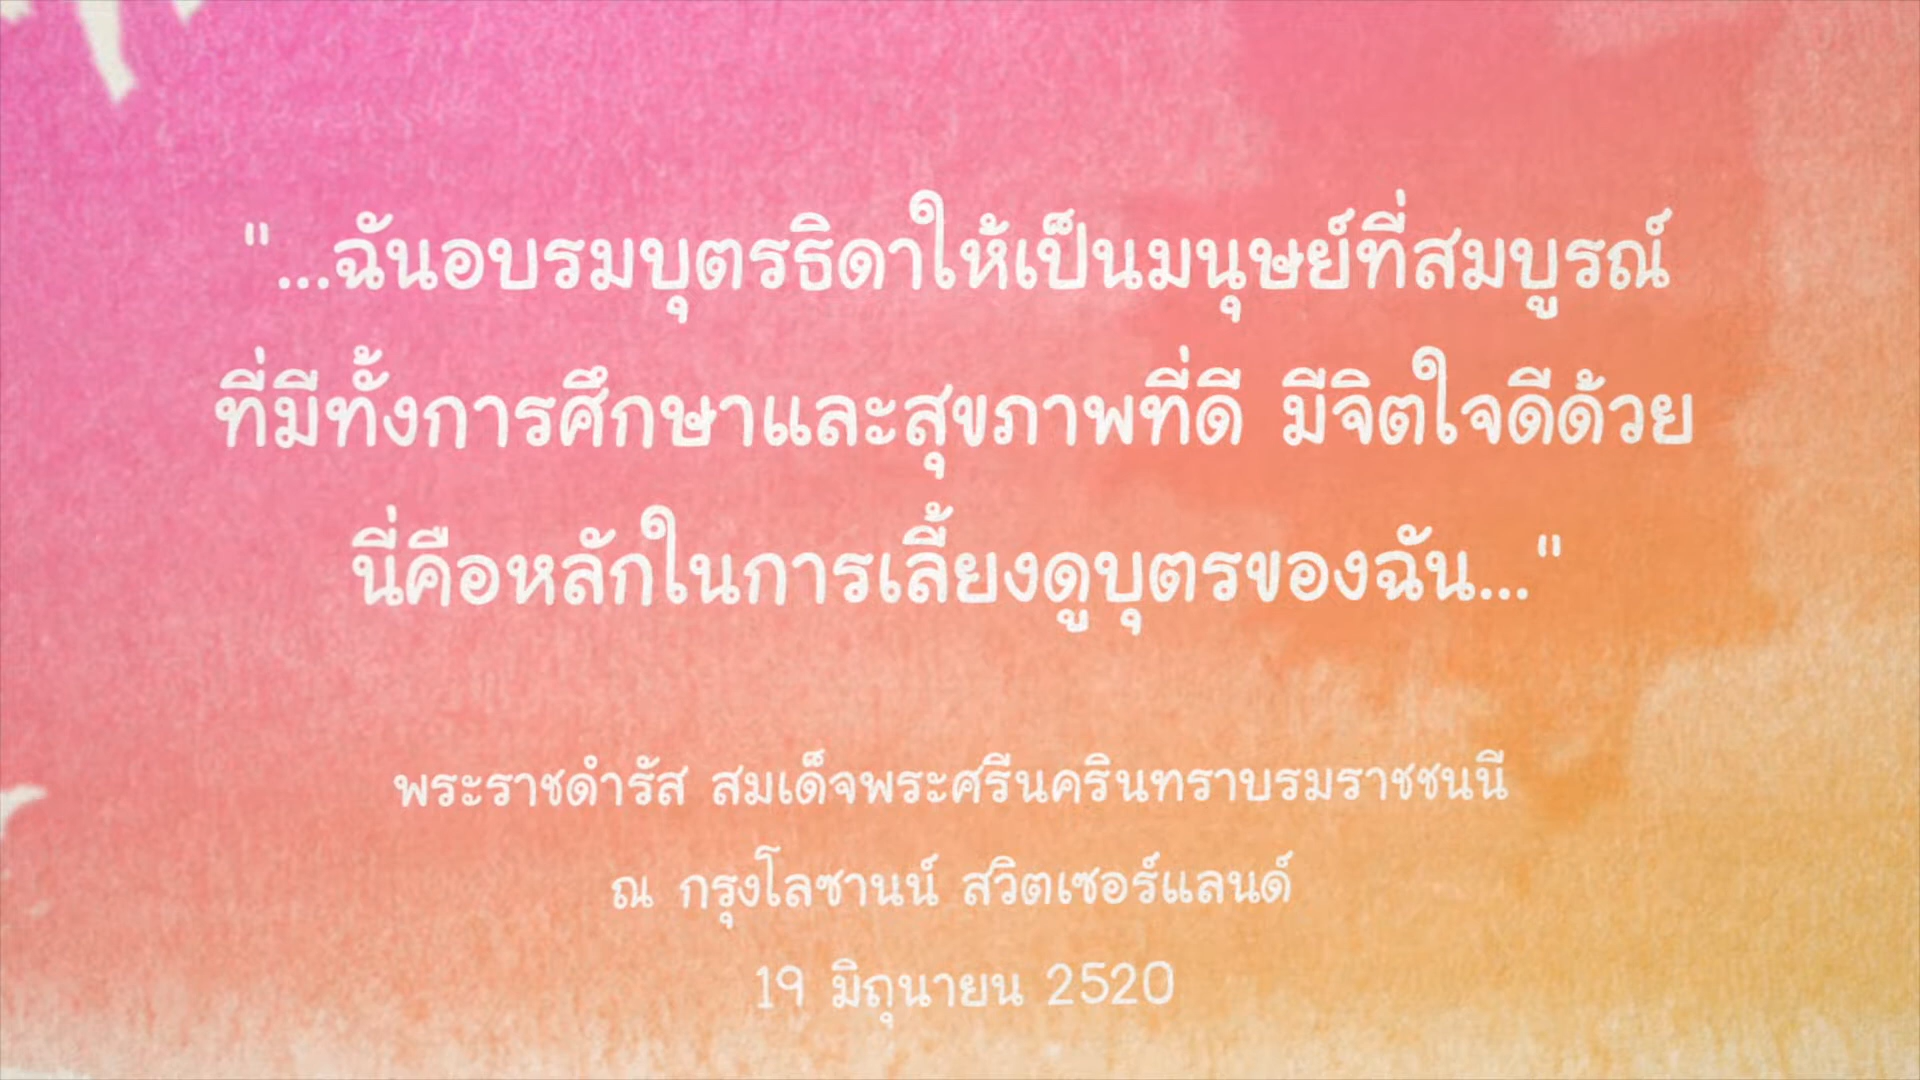 "...ฉันอบรมบุตรธิดาให้เป็นมนุษย์ที่สมบูรณ์
ที่มีทั้งการศึกษาและสุขภาพที่ดี มีจิตใจดีด้วย
นี่คือหลักในการเลี้ยงดูบุตรของฉัน..."
พระราชดำรัส สมเด็จพระศรีนครินทราบรมราชชนนี
ณ กรุงโลซานน์ สวิตเซอร์แลนด์
19 มิถุนายน 2520